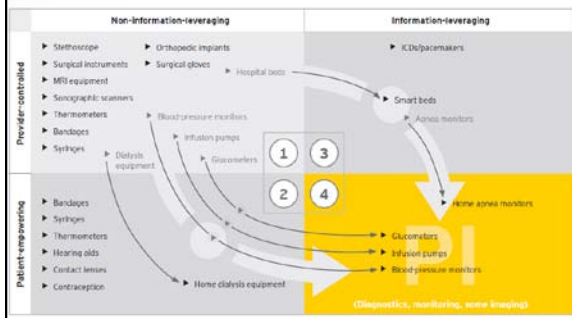 Non-information-leveraging
Information-leveraging
Provider-controlled
Stethoscope
Surgical instruments
MRI equipment
Sonographic scanners
Thermometers
Bandages
Syringes
Orthopedic implants
Surgical gloves
Hospital beds
Blood-pressure monitors
Infusion pumps
Glucometers
Dialysis
equipment
ICDs/pacemakers
Smart beds
Apnea monitors
1
3
2
4
Patient-empowering
Bandages
Syringes
Thermometers
Hearing aids
Contact lenses
Contraception
Home dialysis equipment
Home apnea monitors
Glucometers
Infusion pumps
Blood-pressure monitors
PI
(Diagnostics, monitoring, some imaging)